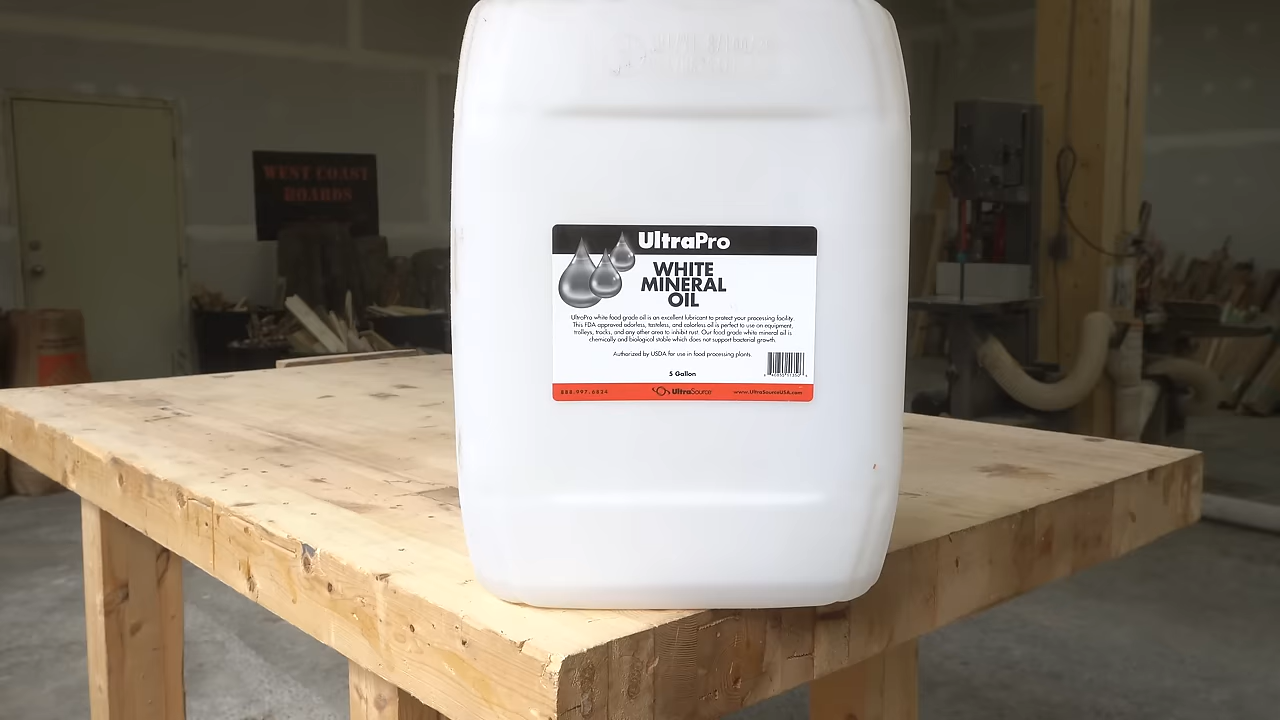 WEST COAST
BOARDS
UltraPro
WHITE
MINERAL
OIL
UltraPro white food grade oil is an excellent lubricant to protect your processing facility.
This FDA approved odorless, tasteless, and colorless oil is perfect to use on equipment,
trolleys, tracks, and any other area to inhibit rust. Our food grade white mineral oil is
chemically and biological stable which does not support bacterial growth.
Authorized by USDA for use in food processing plants.
5 Gallon
888.997.8834
UltraSource
www.UltraSourceUSA.com